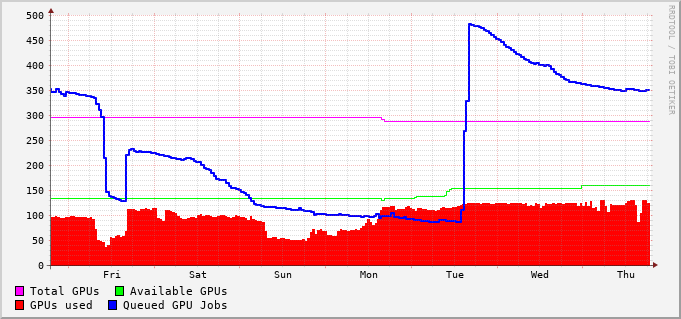 500
450
400
350
300
250
200
150
100
50
0
Fri Sat Sun Mon Tue Wed Thu
Total GPUs Available GPUs
GPUs used Queued GPU Jobs
RRDTOOL / TOBI OETIKER